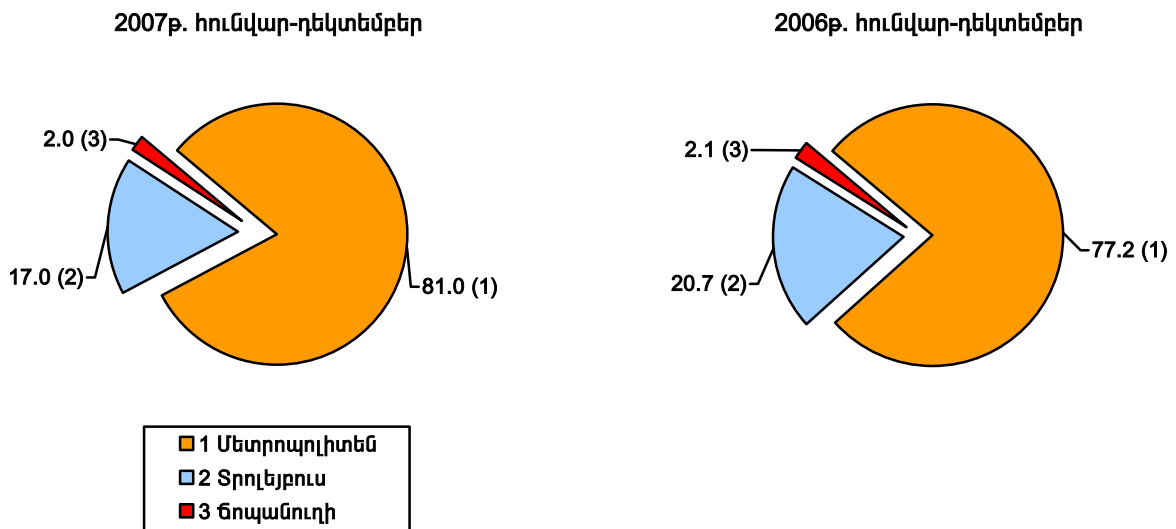 2007թ. հունվար-դեկտեմբեր
2006թ. հունվար-դեկտեմբեր
2.0 (3)
17.0 (2)
81.0 (1)
2.1 (3)
20.7 (2)
77.2 (1)
1 Մետրոպոլիտեն
2 Տրոլեյբուս
3 Ճոպանուղի